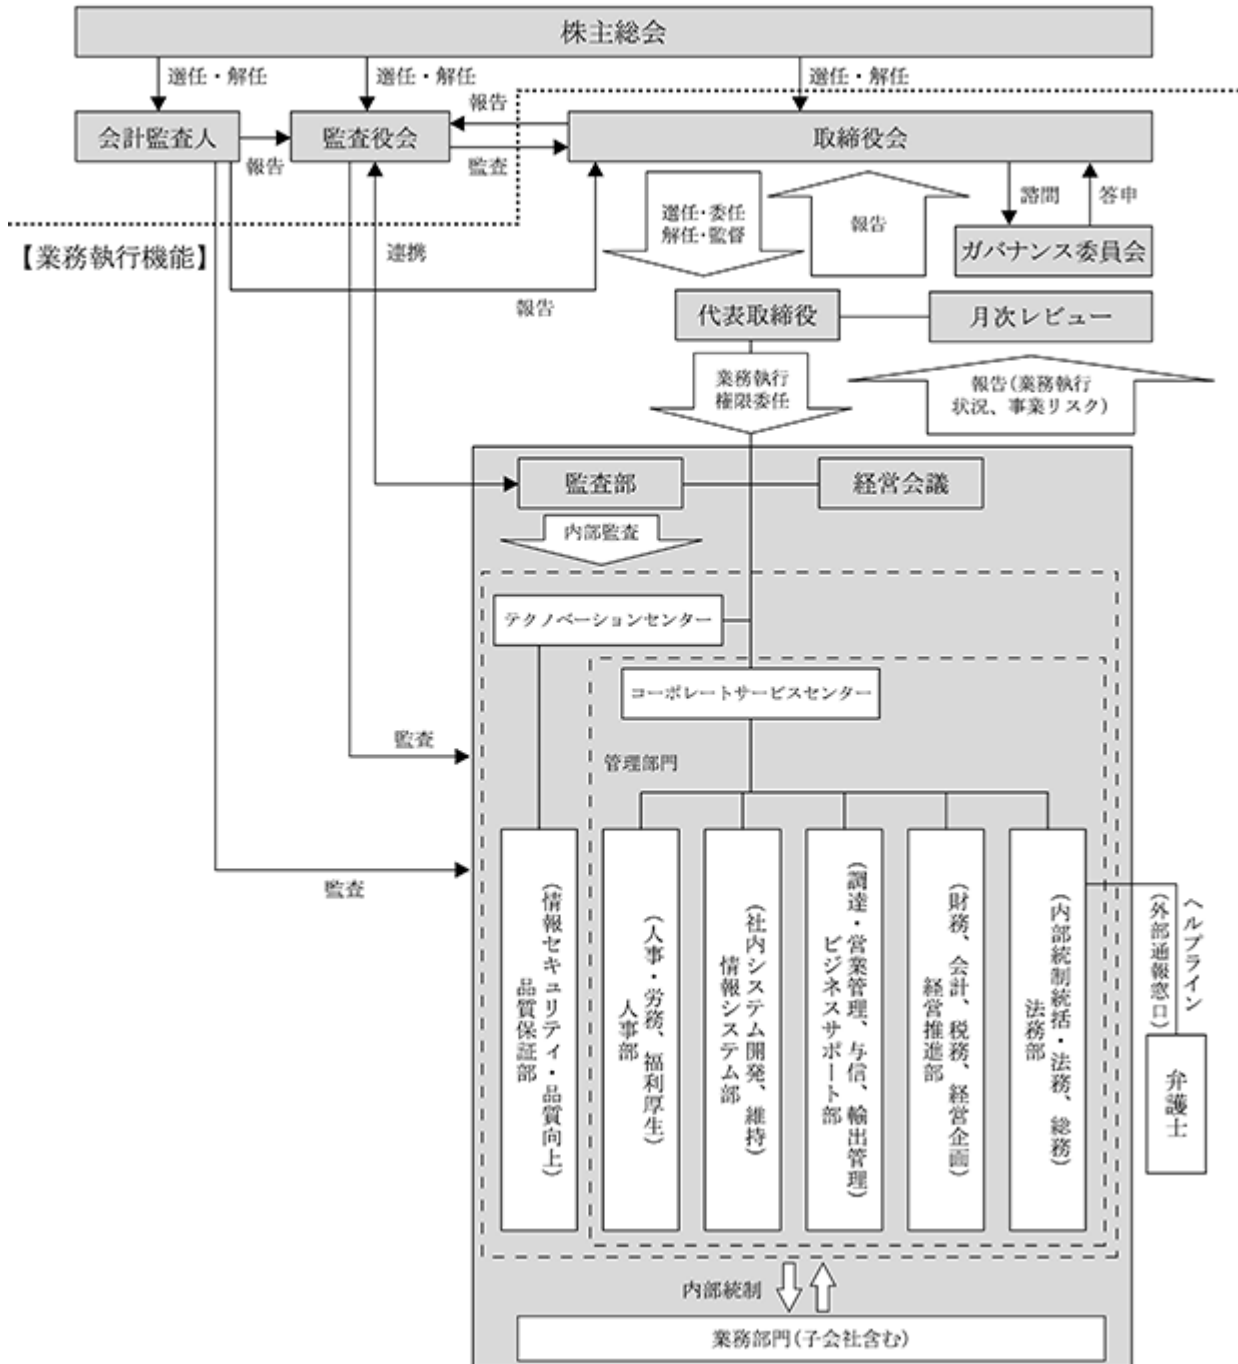 株主総会
選任・解任
選任・解任
選任・解任
報告
会計監査人
報告
監査役会
監査
取締役会
選任・委任
解任・監督
報告
諮問
答申
【業務執行機能】
連携
ガバナンス委員会
報告
代表取締役
月次レビュー
業務執行
権限委任
報告(業務執行
状況、事業リスク)
監査部
経営会議
内部監査
テクノベーションセンター
コーポレートサービスセンター
監査
管理部門
監査
品質保証部
(情報セキュリティ・品質向上)
人事部
(人事・労務、福利厚生)
情報システム部
(社内システム開発、維持)
ビジネスサポート部
(調達・営業管理、与信、輸出管理)
経営推進部
(財務、会計、税務、経営企画)
法務部
(内部統制統括・法務、総務)
ヘルプライン
(外部通報窓口)
弁護士
内部統制
業務部門(子会社含む)